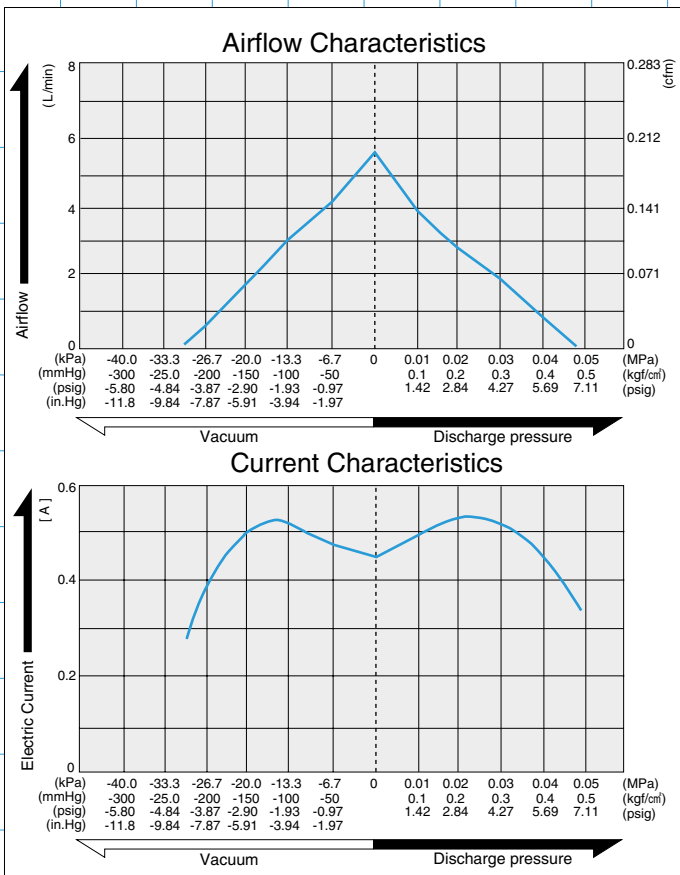 Airflow Characteristics
8
6
4
2
0
(L/min)
Airflow
0.283
0.212
0.141
0.071
0
(cfm)
(kPa) -40.0 -33.3 -26.7 -20.0 -13.3 -6.7 0 0.01 0.02 0.03 0.04 0.05 (MPa)
(mmHg) -300 -25.0 -200 -150 -100 -50 0.1 0.2 0.3 0.4 0.5 (kgf/c㎡)
(psig) -5.80 -4.84 -3.87 -2.90 -1.93 -0.97 1.42 2.84 4.27 5.69 7.11 (psig)
(in.Hg) -11.8 -9.84 -7.87 -5.91 -3.94 -1.97
Vacuum Discharge pressure
Current Characteristics
0.6
0.4
0.2
0
[A]
Electric Current
(kPa) -40.0 -33.3 -26.7 -20.0 -13.3 -6.7 0 0.01 0.02 0.03 0.04 0.05 (MPa)
(mmHg) -300 -25.0 -200 -150 -100 -50 0.1 0.2 0.3 0.4 0.5 (kgf/c㎡)
(psig) -5.80 -4.84 -3.87 -2.90 -1.93 -0.97 1.42 2.84 4.27 5.69 7.11 (psig)
(in.Hg) -11.8 -9.84 -7.87 -5.91 -3.94 -1.97
Vacuum Discharge pressure